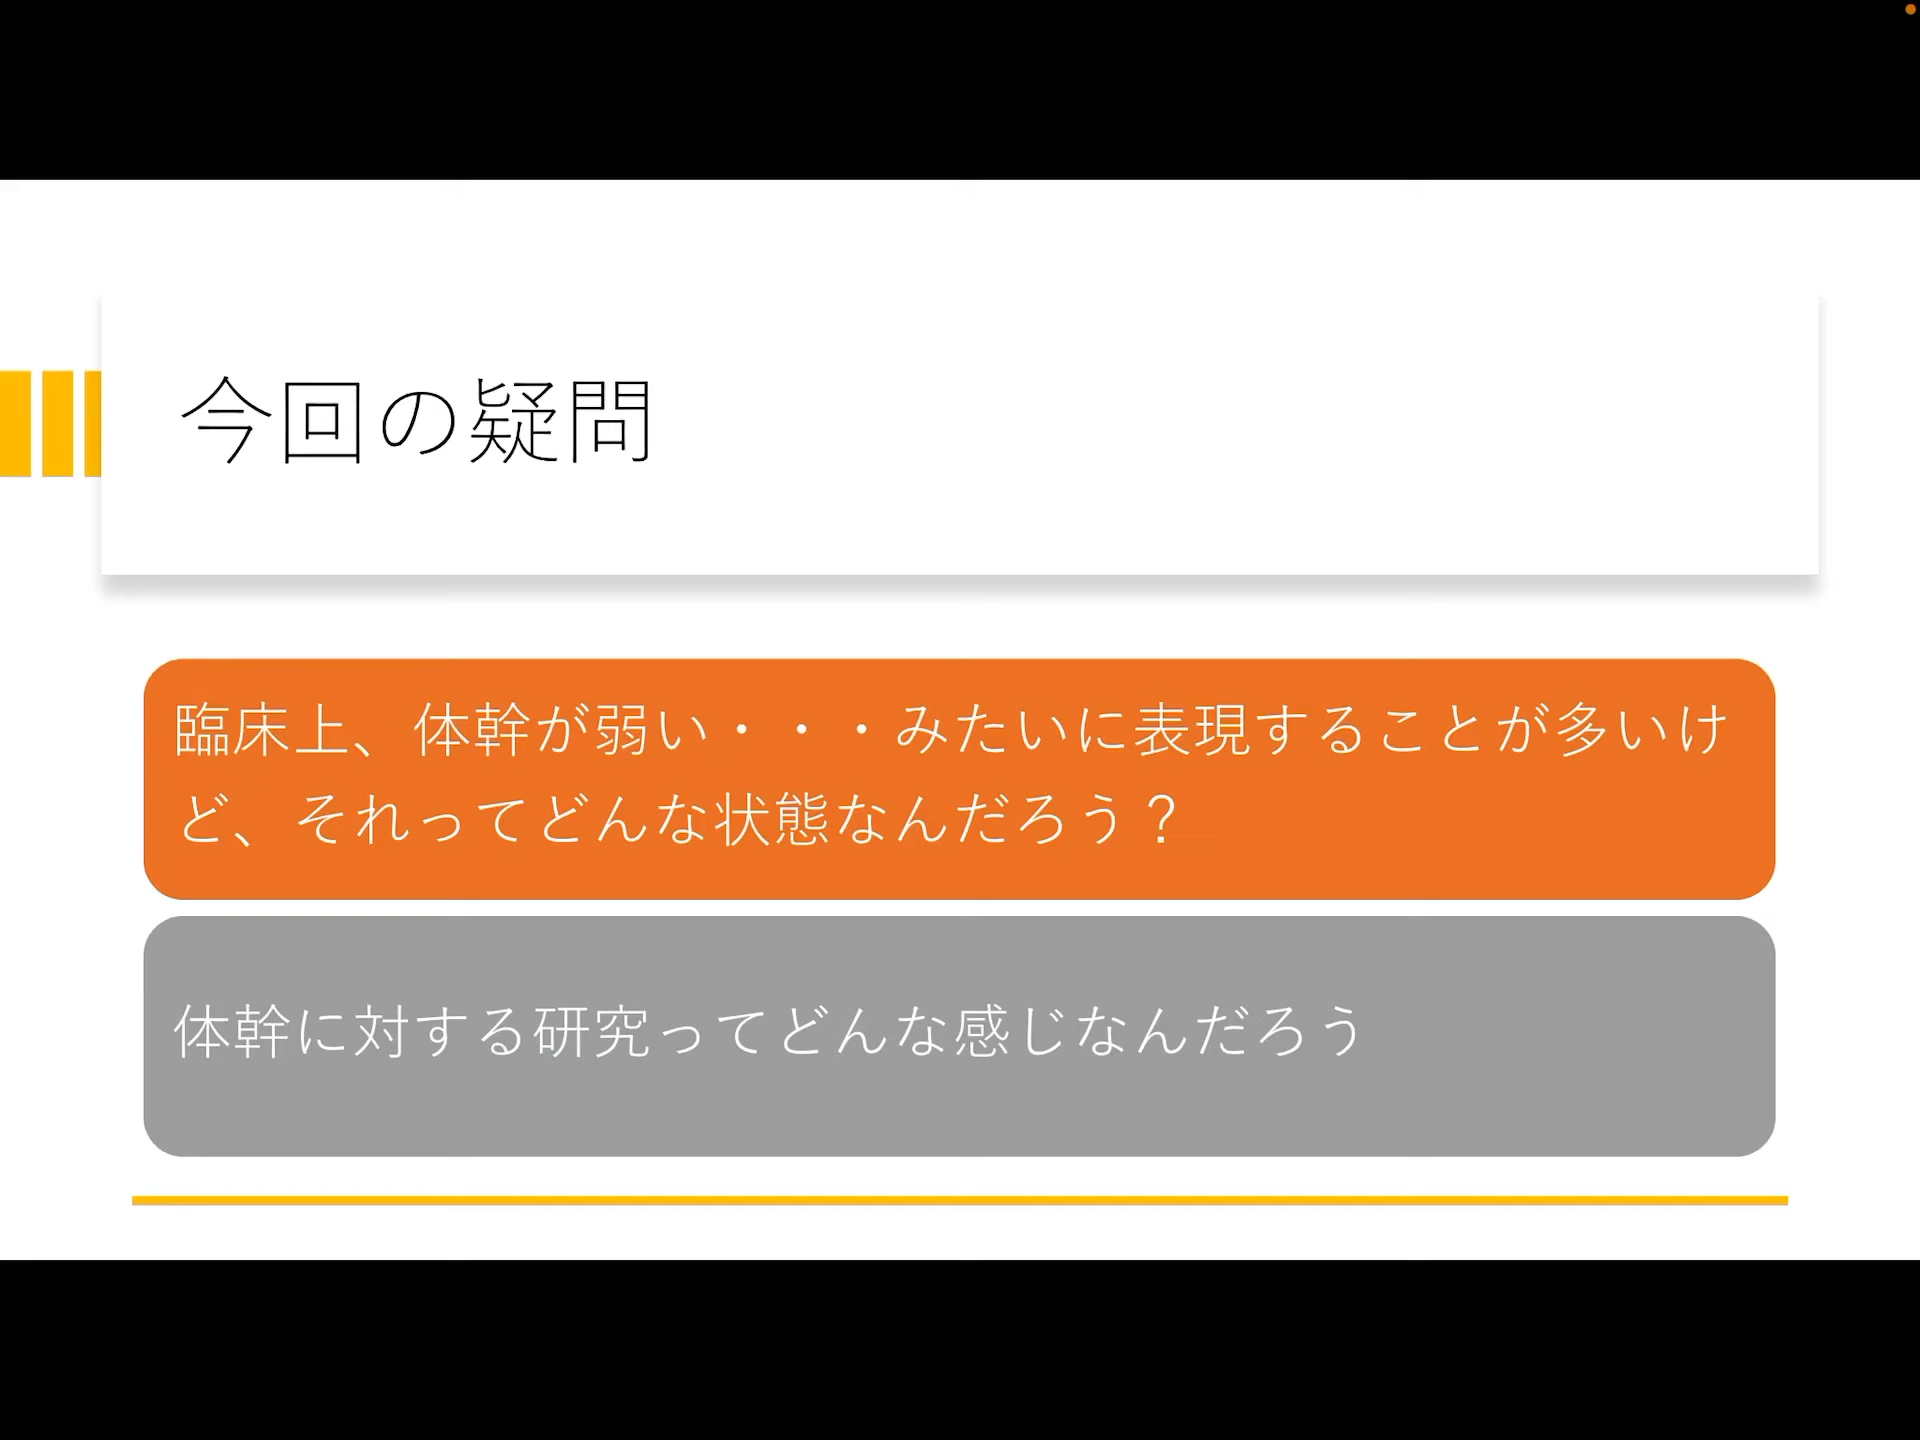 今回の疑問
臨床上、体幹が弱い・・・みたいに表現することが多いけ
ど、それってどんな状態なんだろう？
体幹に対する研究ってどんな感じなんだろう